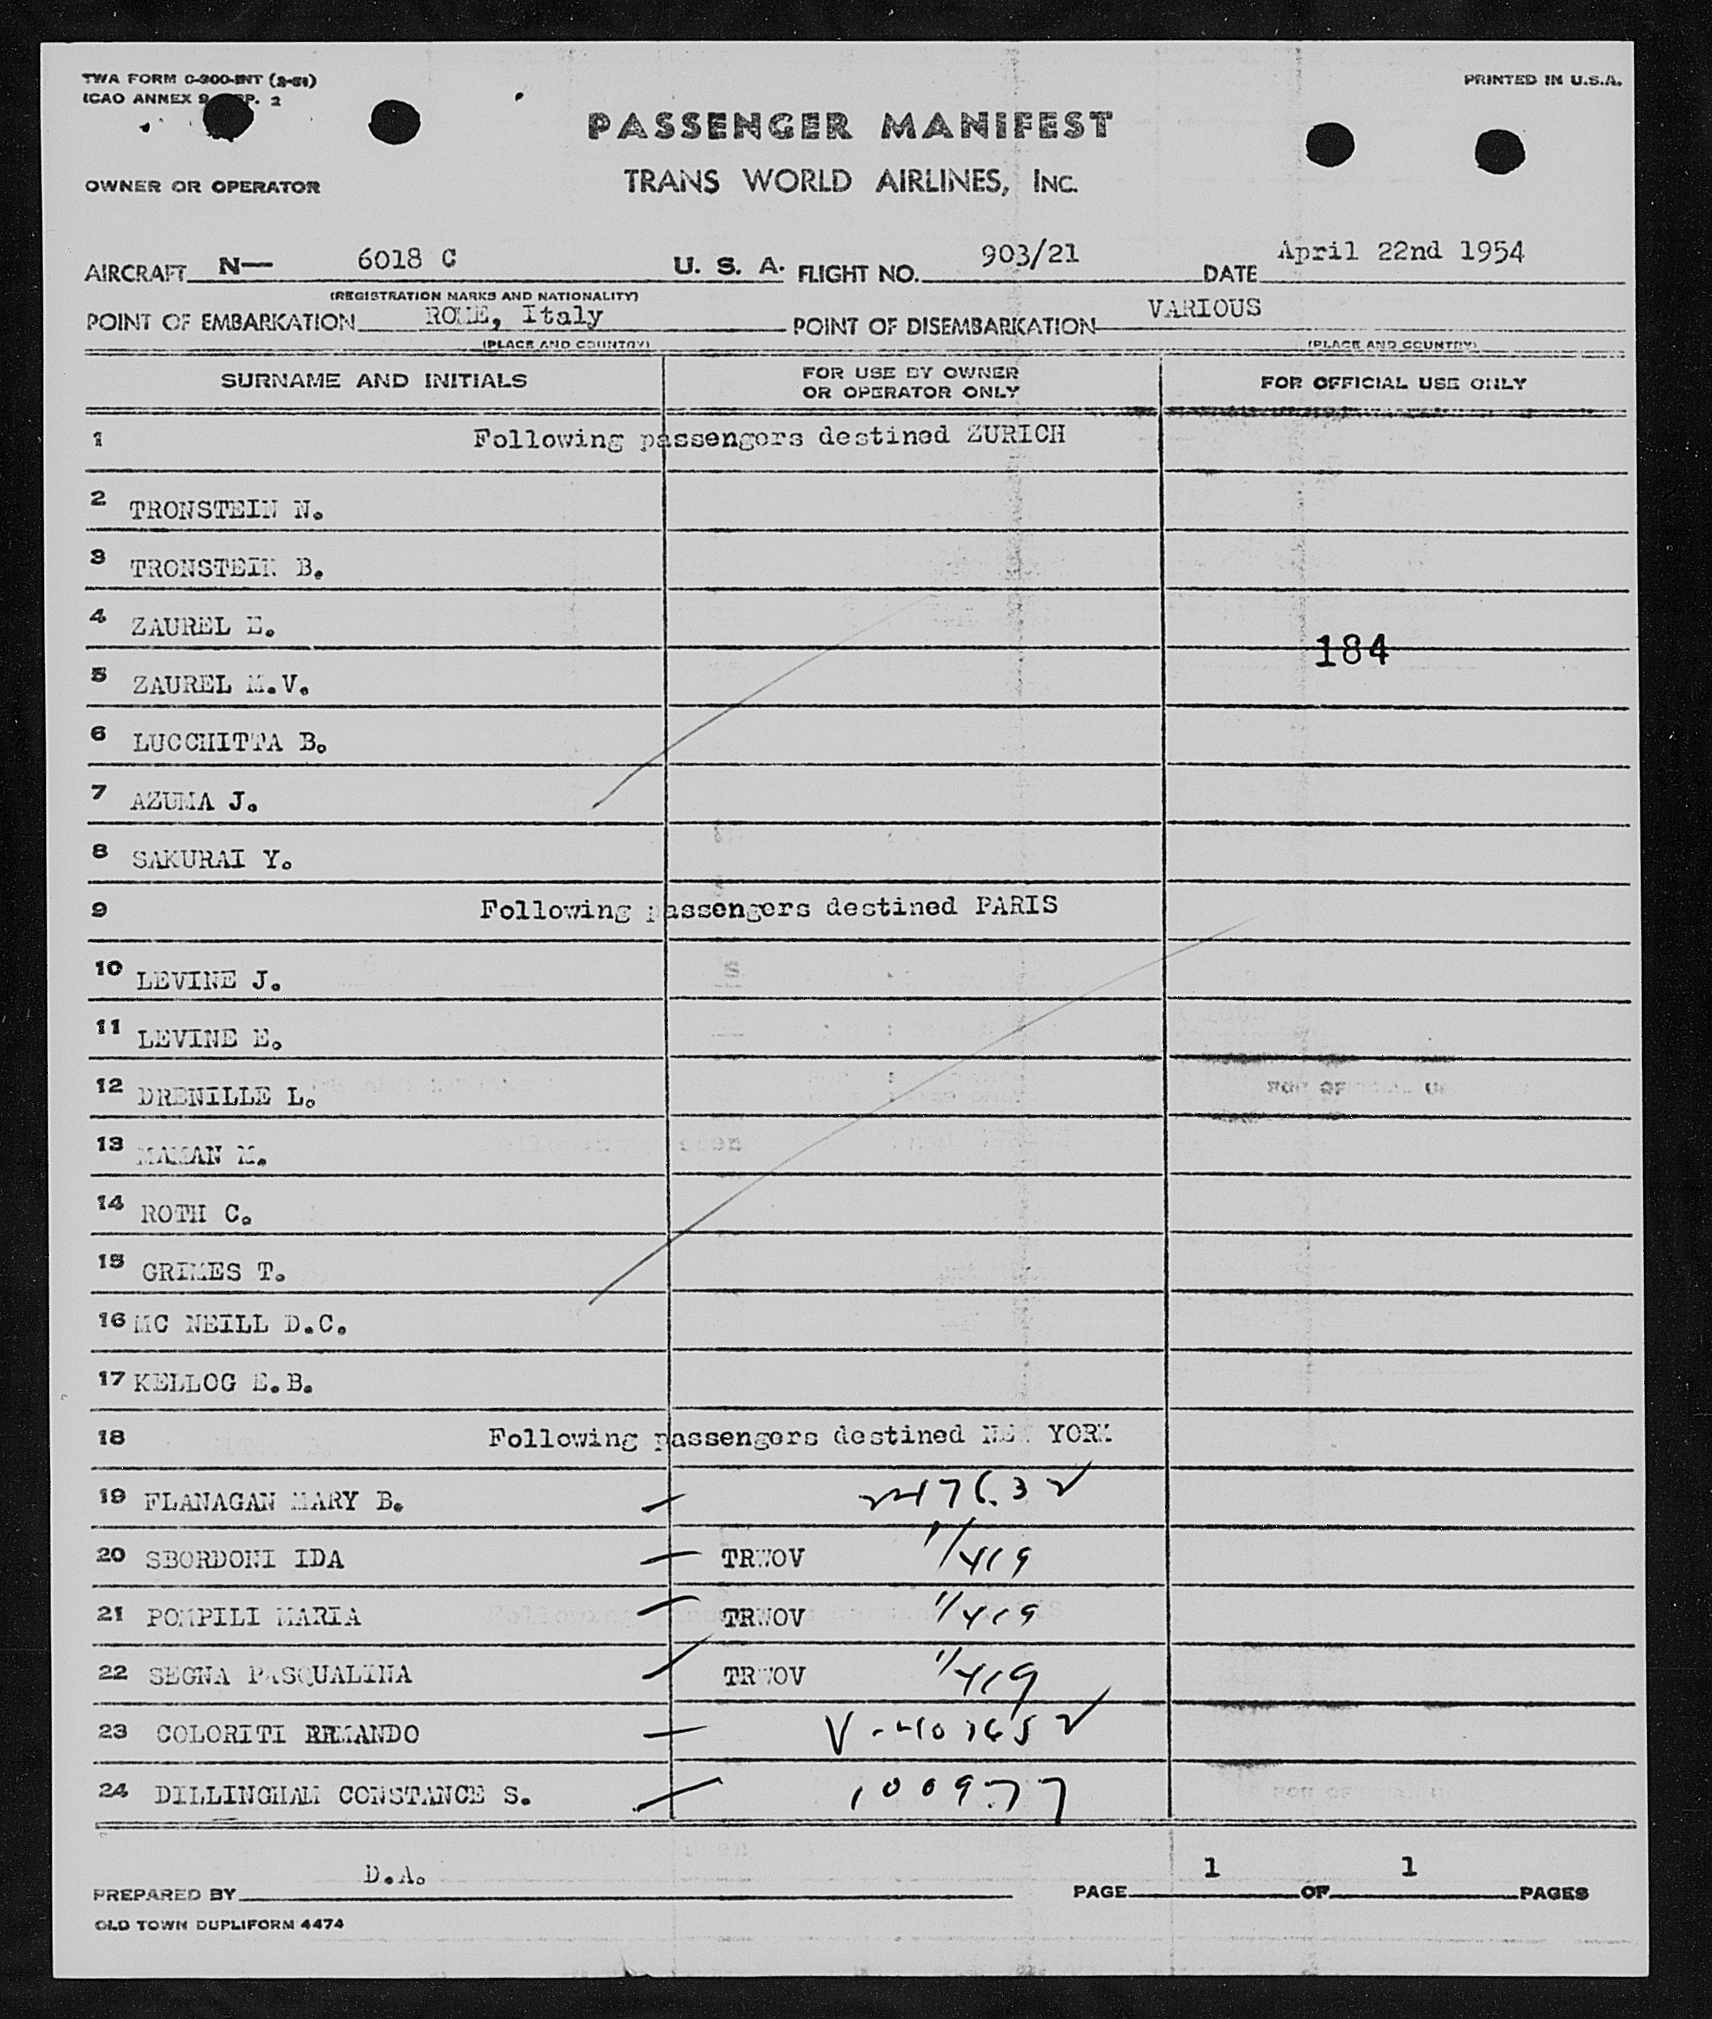 TWA FORM C-300-INT (2-51)
PRINTED IN U.S.A.
ICAO ANNEX 9 P. 2
PASSENGER MANIFEST
OWNER OR OPERATOR
TRANS WORLD AIRLINES, INC.
AIRCRAFT N— 6018 C U. S. A. FLIGHT NO. 903/21 DATE April 22nd 1954
(REGISTRATION MARKS AND NATIONALITY)
POINT OF EMBARKATION ROME, Italy POINT OF DISEMBARKATION VARIOUS
(PLACE AND COUNTRY) (PLACE AND COUNTRY)
SURNAME AND INITIALS FOR USE BY OWNER OR OPERATOR ONLY FOR OFFICIAL USE ONLY
1 Following passengers destined ZURICH
2 TRONSTEIN N.
3 TRONSTEIN B.
4 ZAUREL E.
184
5 ZAUREL M.V.
6 LUCCHITTA B.
7 AZUMA J.
8 SAKURAI Y.
9 Following passengers destined PARIS
10 LEVINE J.
11 LEVINE E.
12 DRENILLE L.
13 MAMAN M.
14 ROTH C.
15 GRIMES T.
16 MC NEILL D.C.
17 KELLOG E.B.
18 Following passengers destined NEW YORK
19 FLANAGAN MARY B.
20 SBORDONI IDA TRWOV
21 POMPILI MARIA TRWOV
22 SEGNA PASQUALINA TRWOV
23 COLORITI ERMANDO
24 DILLINGHAM CONSTANCE S. 100977
PREPARED BY D.A. PAGE 1 OF 1 PAGES
OLD TOWN DUPLIFORM 4474